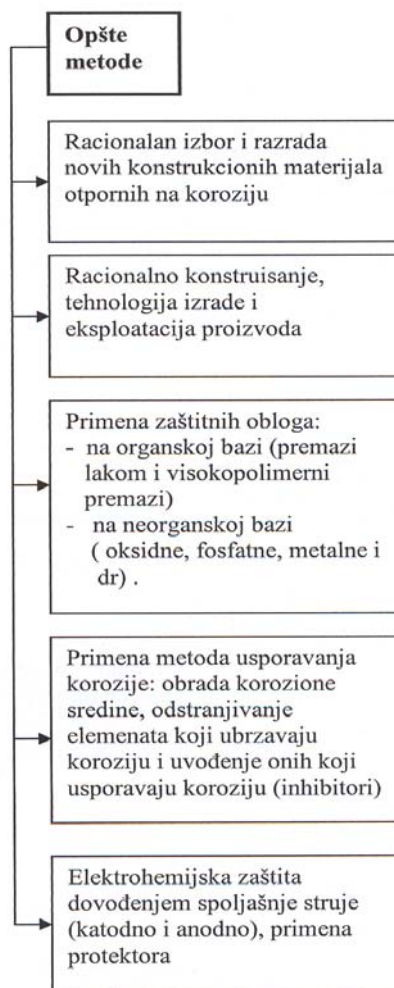 Opšte
metode
Racionalan izbor i razrada
novih konstrukcionih materijala
otpornih na koroziju
Racionalno konstruisanje,
tehnologija izrade i
eksploatacija proizvoda
Primena zaštitnih obloga:
- na organskoj bazi (premazi
lakom i visokopolimerni
premazi)
- na neorganskoj bazi
( oksidne, fosfatne, metalne i
dr) .
Primena metoda usporavanja
korozije: obrada korozione
sredine, odstranjivanje
elemenata koji ubrzavaju
koroziju i uvođenje onih koji
usporavaju koroziju (inhibitori)
Elektrohemijska zaštita
dovođenjem spoljašnje struje
(katodno i anodno), primena
protektora